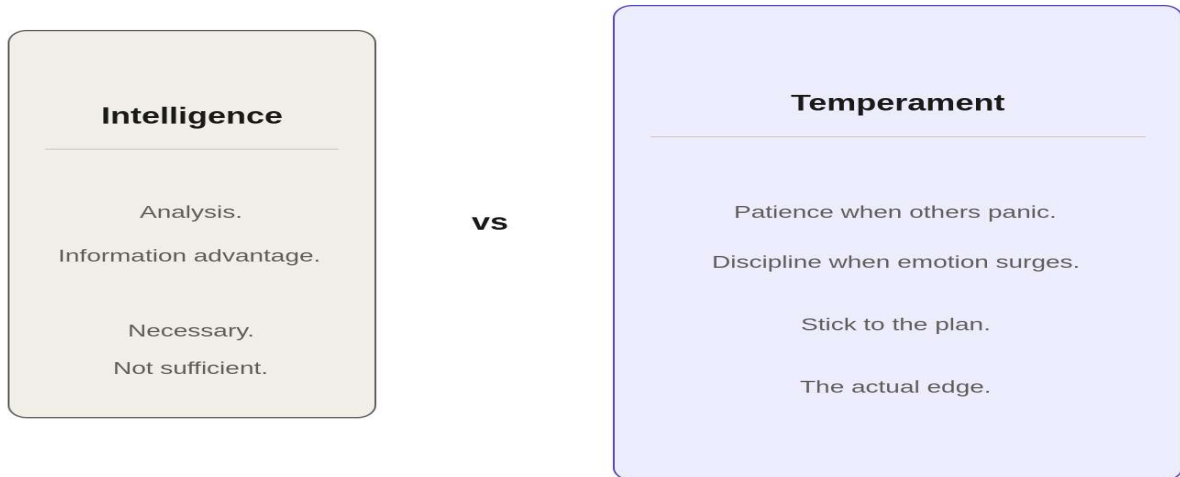 Intelligence
Analysis.
Information advantage.
Necessary.
Not sufficient.
vs
Temperament
Patience when others panic.
Discipline when emotion surges.
Stick to the plan.
The actual edge.